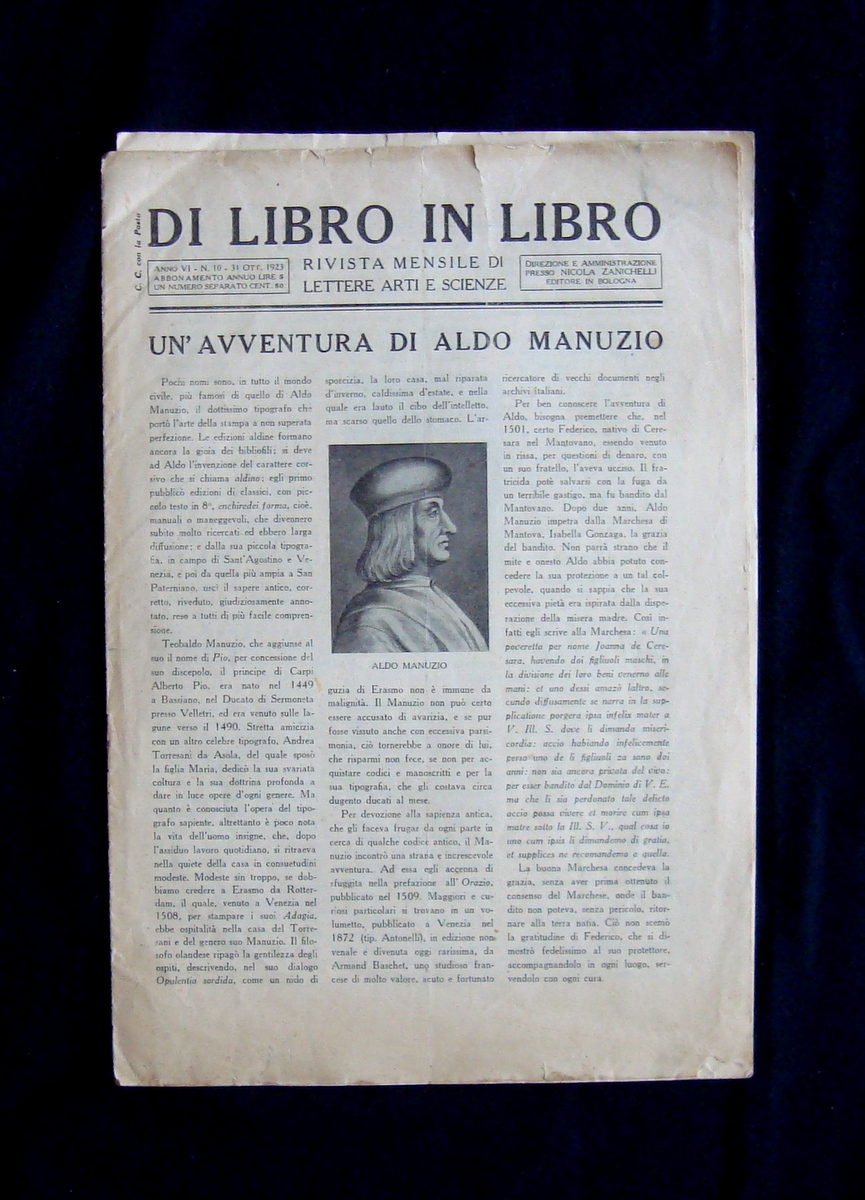 C. C. con la Posta
DI LIBRO IN LIBRO
ANNO VI - N. 10 - 31 OTT. 1923
ABBONAMENTO ANNUO LIRE 5
UN NUMERO SEPARATO CENT. 50
RIVISTA MENSILE DI
LETTERE ARTI E SCIENZE
DIREZIONE E AMMINISTRAZIONE
PRESSO NICOLA ZANICHELLI
EDITORE IN BOLOGNA
UN' AVVENTURA DI ALDO MANUZIO
Pochi nomi sono, in tutto il mondo
civile, più famosi di quello di Aldo
Manuzio, il dottissimo tipografo che
portò l'arte della stampa a non superata
perfezione. Le edizioni aldine formano
ancora la gioia dei bibliofili; si deve
ad Aldo l'invenzione del carattere cor-
sivo che si chiama aldino; egli primo
pubblicò edizioni di classici, con pic-
colo testo in 8°, enchiredei forma, cioè,
manuali o maneggevoli, che divennero
subito molto ricercati ed ebbero larga
diffusione; e dalla sua piccola tipogra-
fia, in campo di Sant'Agostino e Ve-
nezia, e poi da quella più ampia a San
Paterniano, uscì il sapere antico, cor-
retto, riveduto, giudiziosamente anno-
tato, reso a tutti di più facile compren-
sione.
Teobaldo Manuzio, che aggiunse al
suo il nome di Pio, per concessione del
suo discepolo, il principe di Carpi
Alberto Pio, era nato nel 1449
a Bassiano, nel Ducato di Sermoneta
presso Velletri, ed era venuto sulle la-
gune verso il 1490. Stretta amicizia
con un altro celebre tipografo, Andrea
Torresani da Asola, del quale sposò
la figlia Maria, dedicò la sua svariata
coltura e la sua dottrina profonda a
dare in luce opere d'ogni genere. Ma
quanto è conosciuta l'opera del tipo-
grafo sapiente, altrettanto è poco nota
la vita dell'uomo insigne, che, dopo
l'assiduo lavoro quotidiano, si ritraeva
nella quiete della casa in consuetudini
modeste. Modeste sin troppo, se dob-
biamo credere a Erasmo da Rotter-
dam, il quale, venuto a Venezia nel
1508, per stampare i suoi Adagia,
ebbe ospitalità nella casa del Torre-
sani e del genero suo Manuzio. Il filo-
sofo olandese ripagò la gentilezza degli
ospiti, descrivendo, nel suo dialogo
Opulentia sordida, come un nido di
sporcizia, la loro casa, mal riparata
d'inverno, caldissima d'estate, e nella
quale era lauto il cibo dell'intelletto,
ma scarso quello dello stomaco. L'ar-
ALDO MANUZIO
guzia di Erasmo non è immune da
malignità. Il Manuzio non può certo
essere accusato di avarizia, e se pur
fosse vissuto anche con eccessiva parsi-
monia, ciò tornerebbe a onore di lui,
che risparmi non fece, se non per ac-
quistare codici e manoscritti e per la
sua tipografia, che gli costava circa
dugento ducati al mese.
Per devozione alla sapienza antica,
che gli faceva frugar da ogni parte in
cerca di qualche codice antico, il Ma-
nuzio incontrò una strana e increscevole
avventura. Ad essa egli accenna di
sfuggita nella prefazione all' Orazio,
pubblicato nel 1509. Maggiori e cu-
riosi particolari si trovano in un vo-
lumetto, pubblicato a Venezia nel
1872 (tip. Antonelli), in edizione non
venale e divenuta oggi rarissima, da
Armand Baschet, uno studioso fran-
cese di molto valore, acuto e fortunato
ricercatore di vecchi documenti negli
archivi italiani.
Per ben conoscere l'avventura di
Aldo, bisogna premettere che, nel
1501, certo Federico, nativo di Cere-
sara nel Mantovano, essendo venuto
in rissa, per questioni di denaro, con
un suo fratello, l'aveva ucciso. Il fra-
tricida potè salvarsi con la fuga da
un terribile gastigo, ma fu bandito dal
Mantovano. Dopo due anni, Aldo
Manuzio impetra dalla Marchesa di
Mantova, Isabella Gonzaga, la grazia
del bandito. Non parrà strano che il
mite e onesto Aldo abbia potuto con-
cedere la sua protezione a un tal col-
pevole, quando si sappia che la sua
eccessiva pietà era ispirata dalla dispe-
razione della misera madre. Così in-
fatti egli scrive alla Marchesa: « Una
poveretta per nome Joanna de Cere-
sara, havendo doi figliuoli maschi, in
la divisione dei loro beni venerno alle
mani: et uno dessi amazò laltro, se-
cundo diffusamente se narra in la sup-
plicatione porgera ipsa infelix mater a
V. Ill. S. dove li dimanda miseri-
cordia: accio habiando infelicemente
perso uno de li figliuoli za sono doi
anni: non sia ancora privata del vivo:
per esser bandito dal Dominio di V. E.
ma che li sia perdonato tale delicto
accio possa vivere et morire cum ipsa
matre sotto la Ill. S. V., qual cosa io
uno cum ipsis li dimandemo di gratia,
et supplices ne recomandemo a quella.
La buona Marchesa concedeva la
grazia, senza aver prima ottenuto il
consenso del Marchese, onde il ban-
dito non poteva, senza pericolo, ritor-
nare alla terra natia. Ciò non scemò
la gratitudine di Federico, che si di-
mostrò fedelissimo al suo protettore,
accompagnandolo in ogni luogo, ser-
vendolo con ogni cura.